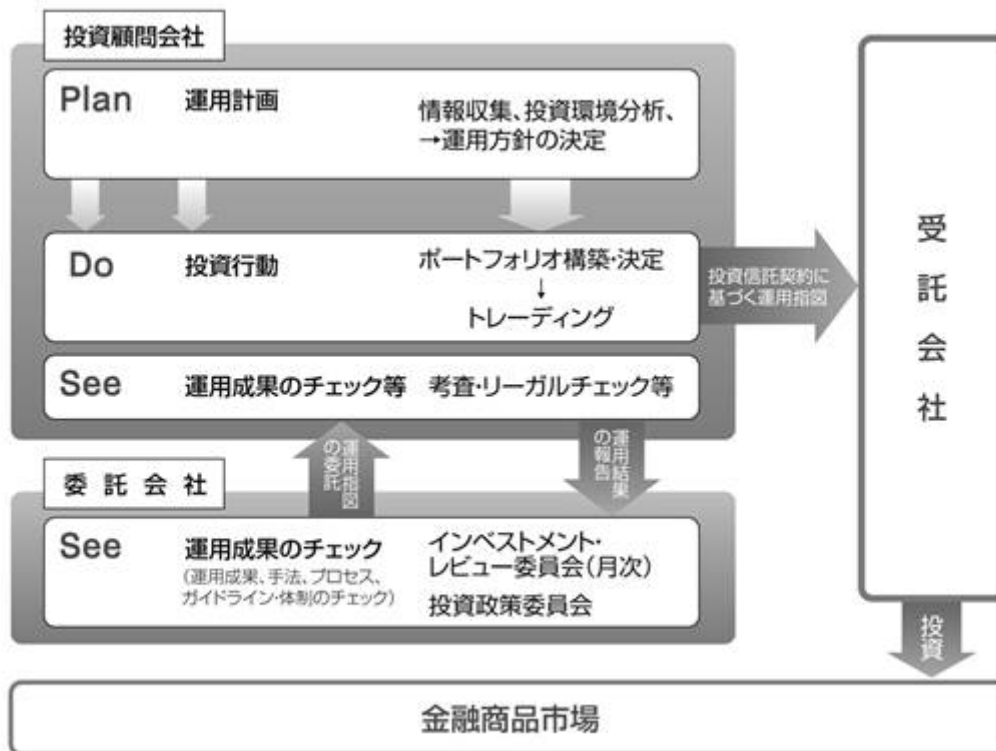 投資顧問会社
Plan 運用計画
情報収集、投資環境分析、
→運用方針の決定
Do 投資行動
ポートフォリオ構築・決定
↓
トレーディング
投資信託契約に
基づく運用指図
See 運用成果のチェック等 考査・リーガルチェック等
運用指図
の委託
運用結果
の報告
委託会社
See 運用成果のチェック
(運用成果、手法、プロセス、
ガイドライン・体制のチェック)
インベストメント・
レビュー委員会(月次)
投資政策委員会
受託会社
投資
金融商品市場